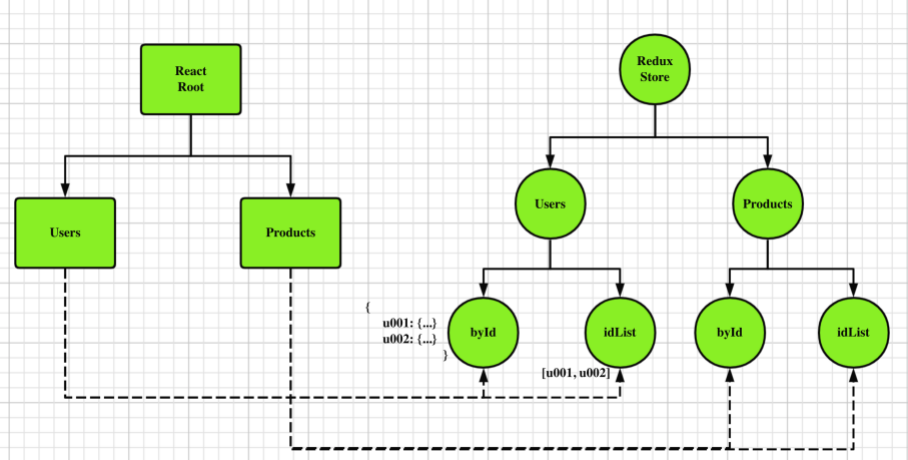 React
Root
Redux
Store
Users
Products
Users
Products
{
u001: {...}
u002: {...}
}
byId
idList
byId
idList
[u001, u002]